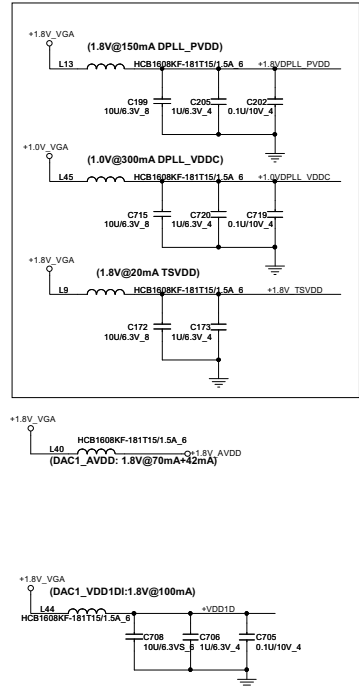 +1.8V_VGA
(1.8V@150mA DPLL_PVDD)
L13 HCB1608KF-181T15/1.5A_6 +1.8VDPLL_PVDD
C199 C205 C202
10U/6.3V_8 1U/6.3V_4 0.1U/10V_4
+1.0V_VGA
(1.0V@300mA DPLL_VDDC)
L45 HCB1608KF-181T15/1.5A_6 +1.0VDPLL_VDDC
C715 C720 C719
10U/6.3V_8 1U/6.3V_4 0.1U/10V_4
+1.8V_VGA
(1.8V@20mA TSVDD)
L9 HCB1608KF-181T15/1.5A_6 +1.8V_TSVDD
C172 C173
10U/6.3V_8 1U/6.3V_4
+1.8V_VGA
HCB1608KF-181T15/1.5A_6
L40 +1.8V_AVDD
(DAC1_AVDD: 1.8V@70mA+42mA)
+1.8V_VGA
(DAC1_VDD1DI:1.8V@100mA)
L44 +VDD1D
HCB1608KF-181T15/1.5A_6
C708 C706 C705
10U/6.3VS_6 1U/6.3V_4 0.1U/10V_4